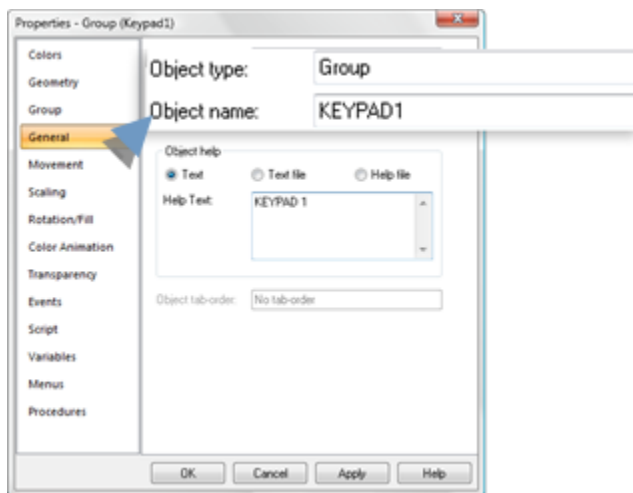 Properties - Group (Keypad1)
Colors
Geometry
Group
General
Movement
Scaling
Rotation/Fill
Color Animation
Transparency
Events
Script
Variables
Menus
Procedures
Object type: Group
Object name: KEYPAD1
Object help
Text Text file Help file
Help Text: KEYPAD 1
Object tab-order: No tab-order
OK Cancel Apply Help